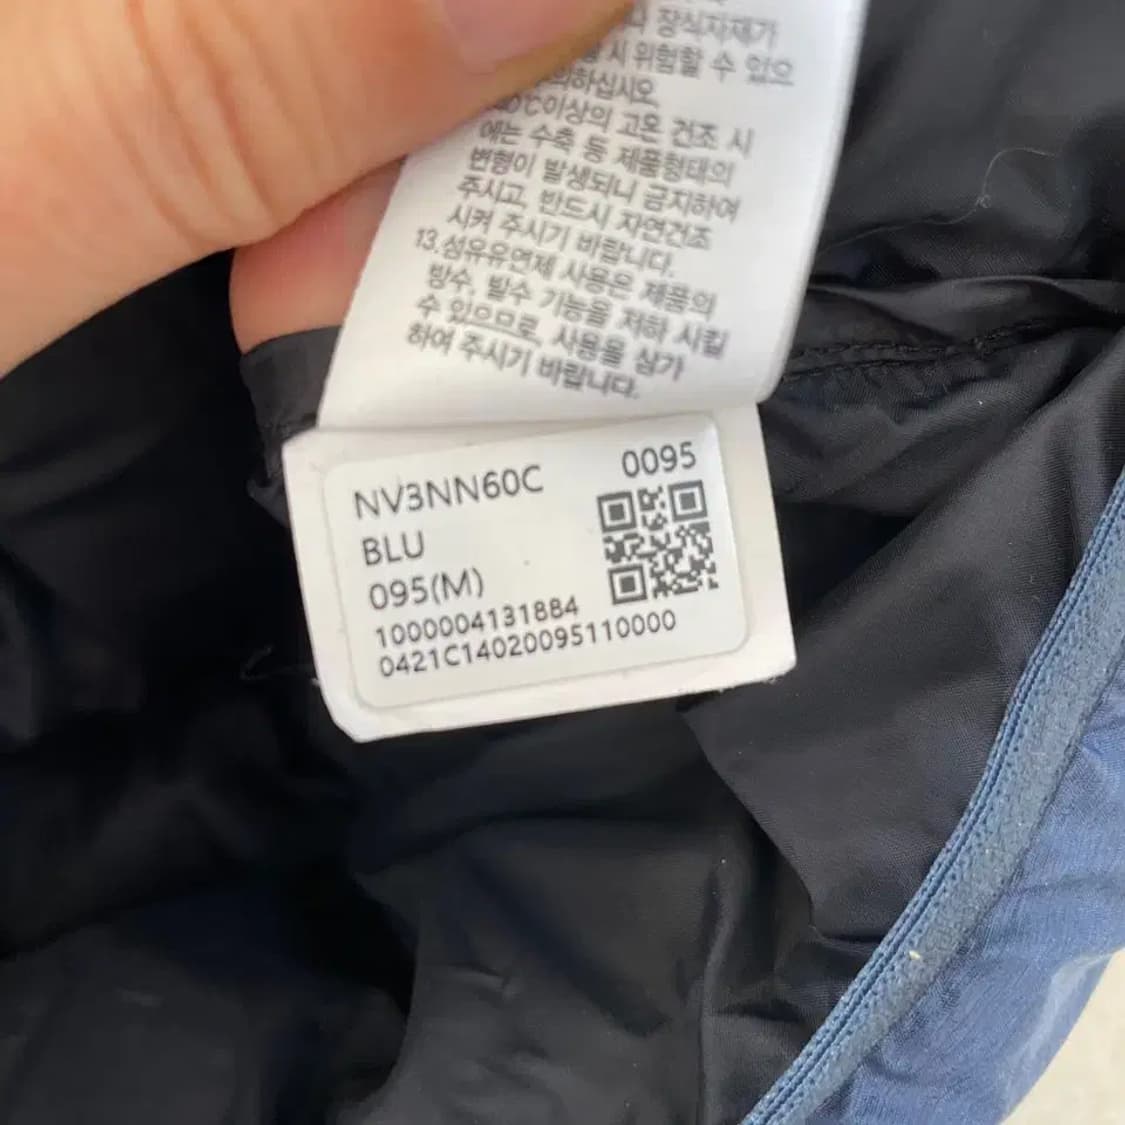 장식자재가
시 위험할 수 있으
의하십시오
0°C이상의 고온 건조 시
에는 수축 등 제품형태의
변형이 발생되니 금지하여
주시고, 반드시 자연건조
시켜 주시기 바랍니다.
13.섬유유연제 사용은 제품의
방수, 발수 기능을 저하 시킬
수 있으므로, 사용을 삼가
하여 주시기 바랍니다.
NV3NN60C 0095
BLU
095(M)
1000004131884
0421C14020095110000